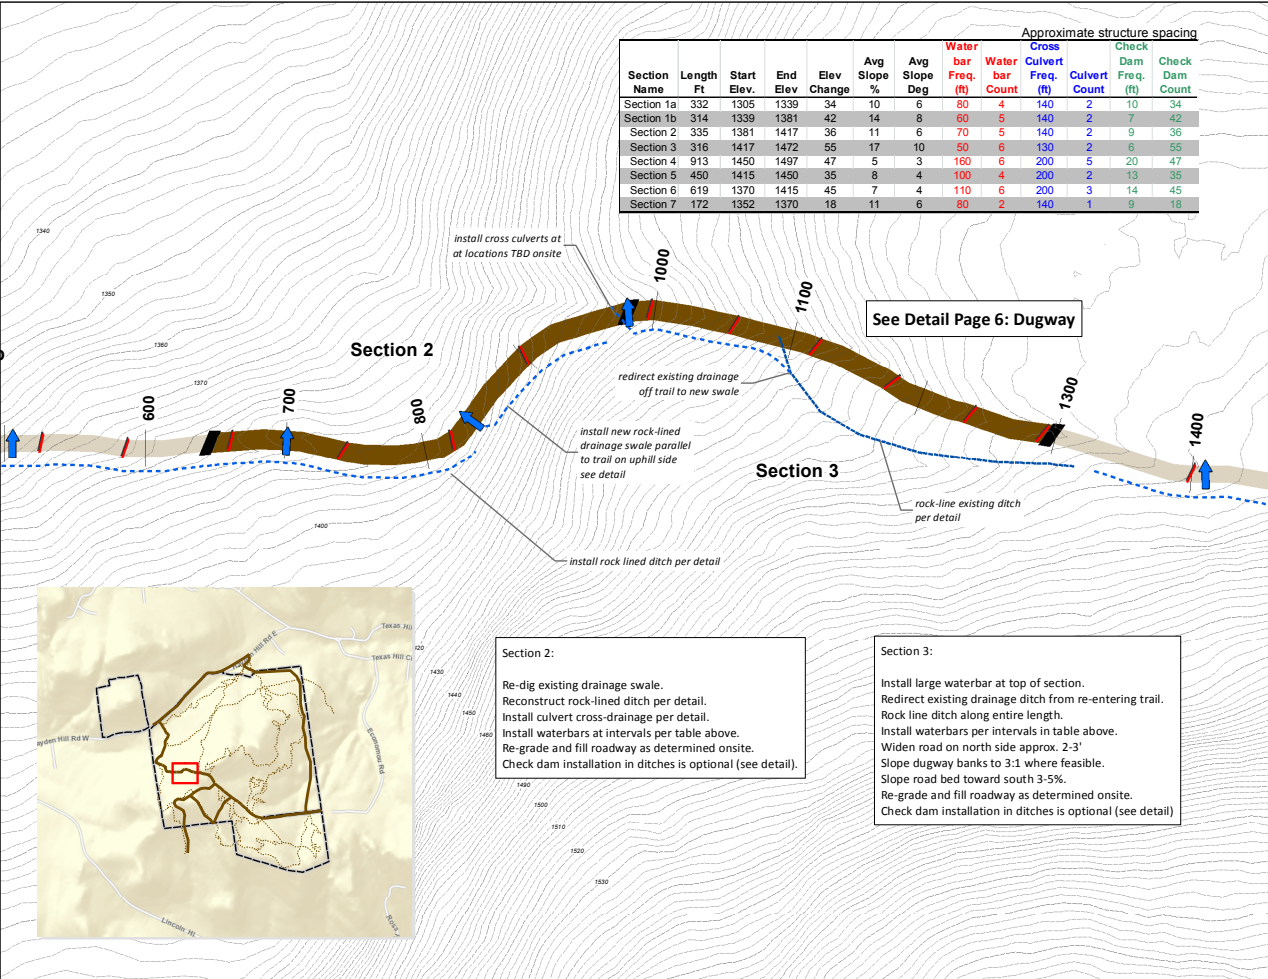 Approximate structure spacing
Section Name Length Ft Start Elev. End Elev Elev Change Avg Slope % Avg Slope Deg Water bar Freq. (ft) Water bar Count Cross Culvert Freq. (ft) Culvert Count Check Dam Freq. (ft) Check Dam Count
Section 1a 332 1305 1339 34 10 6 80 4 140 2 10 34
Section 1b 314 1339 1381 42 14 8 60 5 140 2 7 42
Section 2 335 1381 1417 36 11 6 70 5 140 2 9 36
Section 3 316 1417 1472 55 17 10 50 6 130 2 6 55
Section 4 913 1450 1497 47 5 3 160 6 200 5 20 47
Section 5 450 1415 1450 35 8 4 100 4 200 2 13 35
Section 6 619 1370 1415 45 7 4 110 6 200 3 14 45
Section 7 172 1352 1370 18 11 6 80 2 140 1 9 18
1340
install cross culverts at
at locations TBD onsite
1000
1100
1350
See Detail Page 6: Dugway
1360
Section 2
1370
redirect existing drainage
off trail to new swale
600
700
800
1300
1400
install new rock-lined
drainage swale parallel
to trail on uphill side
see detail
Section 3
rock-line existing ditch
per detail
1400
install rock lined ditch per detail
Texas Hi
Texas Hill C
Hill Rd E
ayden Hill Rd W
Economou Rd
Lincoln Hi
Ross
1430
1440
1450
1460
1490
1500
1510
1520
1530
Section 2:
Re-dig existing drainage swale.
Reconstruct rock-lined ditch per detail.
Install culvert cross-drainage per detail.
Install waterbars at intervals per table above.
Re-grade and fill roadway as determined onsite.
Check dam installation in ditches is optional (see detail).
Section 3:
Install large waterbar at top of section.
Redirect existing drainage ditch from re-entering trail.
Rock line ditch along entire length.
Install waterbars per intervals in table above.
Widen road on north side approx. 2-3'
Slope dugway banks to 3:1 where feasible.
Slope road bed toward south 3-5%.
Re-grade and fill roadway as determined onsite.
Check dam installation in ditches is optional (see detail)